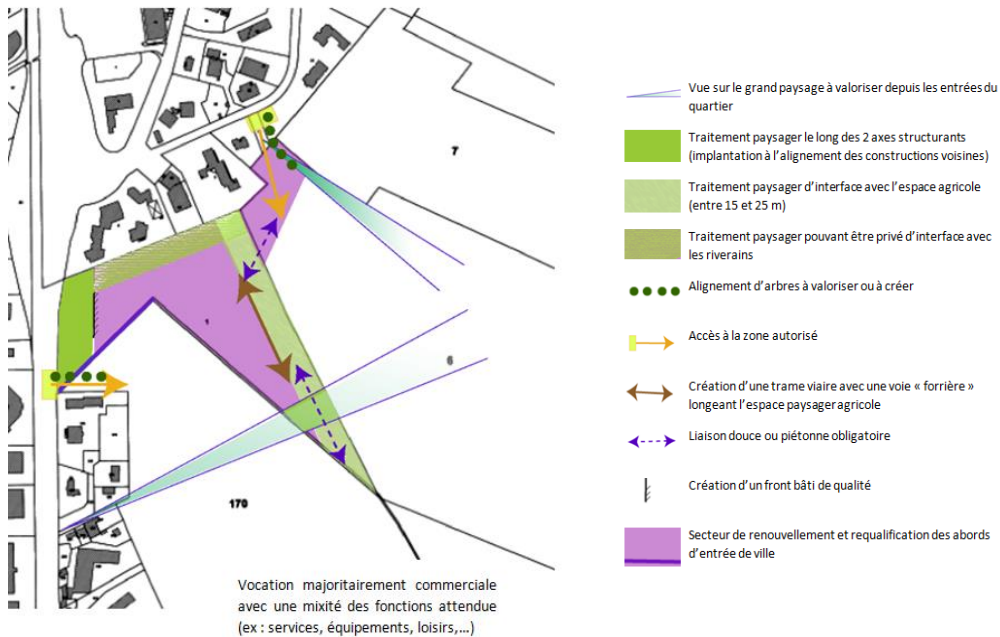 7
1
6
170
Vocation majoritairement commerciale
avec une mixité des fonctions attendue
(ex : services, équipements, loisirs,...)
Vue sur le grand paysage à valoriser depuis les entrées du
quartier
Traitement paysager le long des 2 axes structurants
(implantation à l'alignement des constructions voisines)
Traitement paysager d'interface avec l'espace agricole
(entre 15 et 25 m)
Traitement paysager pouvant être privé d'interface avec
les riverains
Alignement d'arbres à valoriser ou à créer
Accès à la zone autorisé
Création d'une trame viaire avec une voie « forrière »
longeant l'espace paysager agricole
Liaison douce ou piétonne obligatoire
Création d'un front bâti de qualité
Secteur de renouvellement et requalification des abords
d'entrée de ville